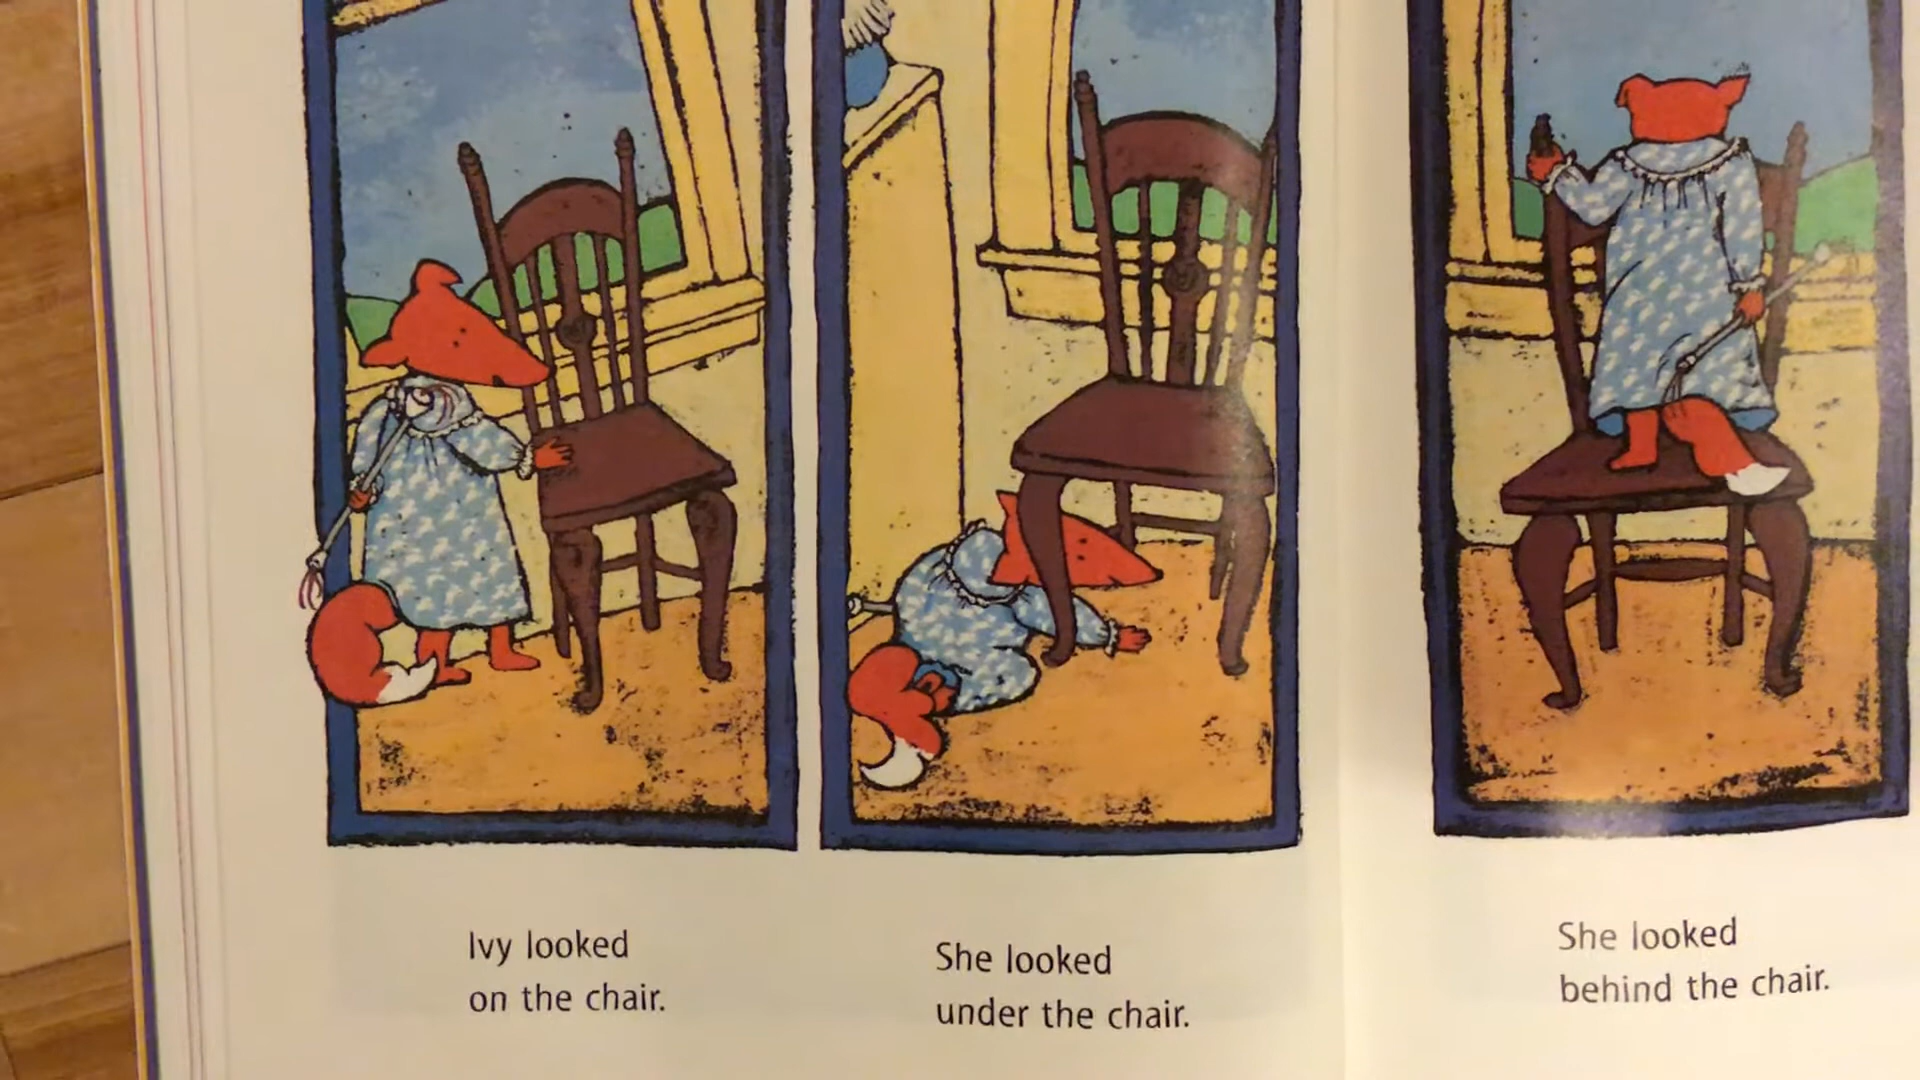 Ivy looked
on the chair.
She looked
under the chair.
She looked
behind the chair.